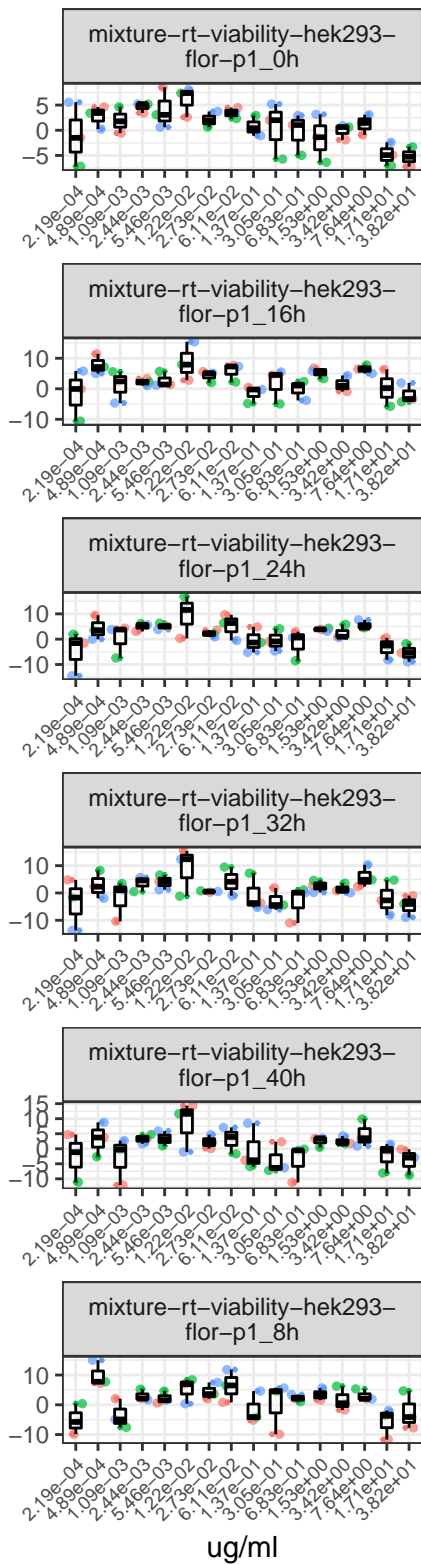 mixture−rt−viability−hek293−
flor−p1_0h
5
0
−5
2.19e−04
4.89e−04
1.09e−03
2.44e−03
5.46e−03
1.22e−02
2.73e−02
6.11e−02
1.37e−01
3.05e−01
6.83e−01
1.53e+00
3.42e+00
7.64e+00
1.71e+01
3.82e+01
mixture−rt−viability−hek293−
flor−p1_16h
10
0
−10
2.19e−04
4.89e−04
1.09e−03
2.44e−03
5.46e−03
1.22e−02
2.73e−02
6.11e−02
1.37e−01
3.05e−01
6.83e−01
1.53e+00
3.42e+00
7.64e+00
1.71e+01
3.82e+01
mixture−rt−viability−hek293−
flor−p1_24h
10
0
−10
2.19e−04
4.89e−04
1.09e−03
2.44e−03
5.46e−03
1.22e−02
2.73e−02
6.11e−02
1.37e−01
3.05e−01
6.83e−01
1.53e+00
3.42e+00
7.64e+00
1.71e+01
3.82e+01
mixture−rt−viability−hek293−
flor−p1_32h
10
0
−10
2.19e−04
4.89e−04
1.09e−03
2.44e−03
5.46e−03
1.22e−02
2.73e−02
6.11e−02
1.37e−01
3.05e−01
6.83e−01
1.53e+00
3.42e+00
7.64e+00
1.71e+01
3.82e+01
mixture−rt−viability−hek293−
flor−p1_40h
15
10
5
0
−5
−10
2.19e−04
4.89e−04
1.09e−03
2.44e−03
5.46e−03
1.22e−02
2.73e−02
6.11e−02
1.37e−01
3.05e−01
6.83e−01
1.53e+00
3.42e+00
7.64e+00
1.71e+01
3.82e+01
mixture−rt−viability−hek293−
flor−p1_8h
10
0
−10
2.19e−04
4.89e−04
1.09e−03
2.44e−03
5.46e−03
1.22e−02
2.73e−02
6.11e−02
1.37e−01
3.05e−01
6.83e−01
1.53e+00
3.42e+00
7.64e+00
1.71e+01
3.82e+01
ug/ml